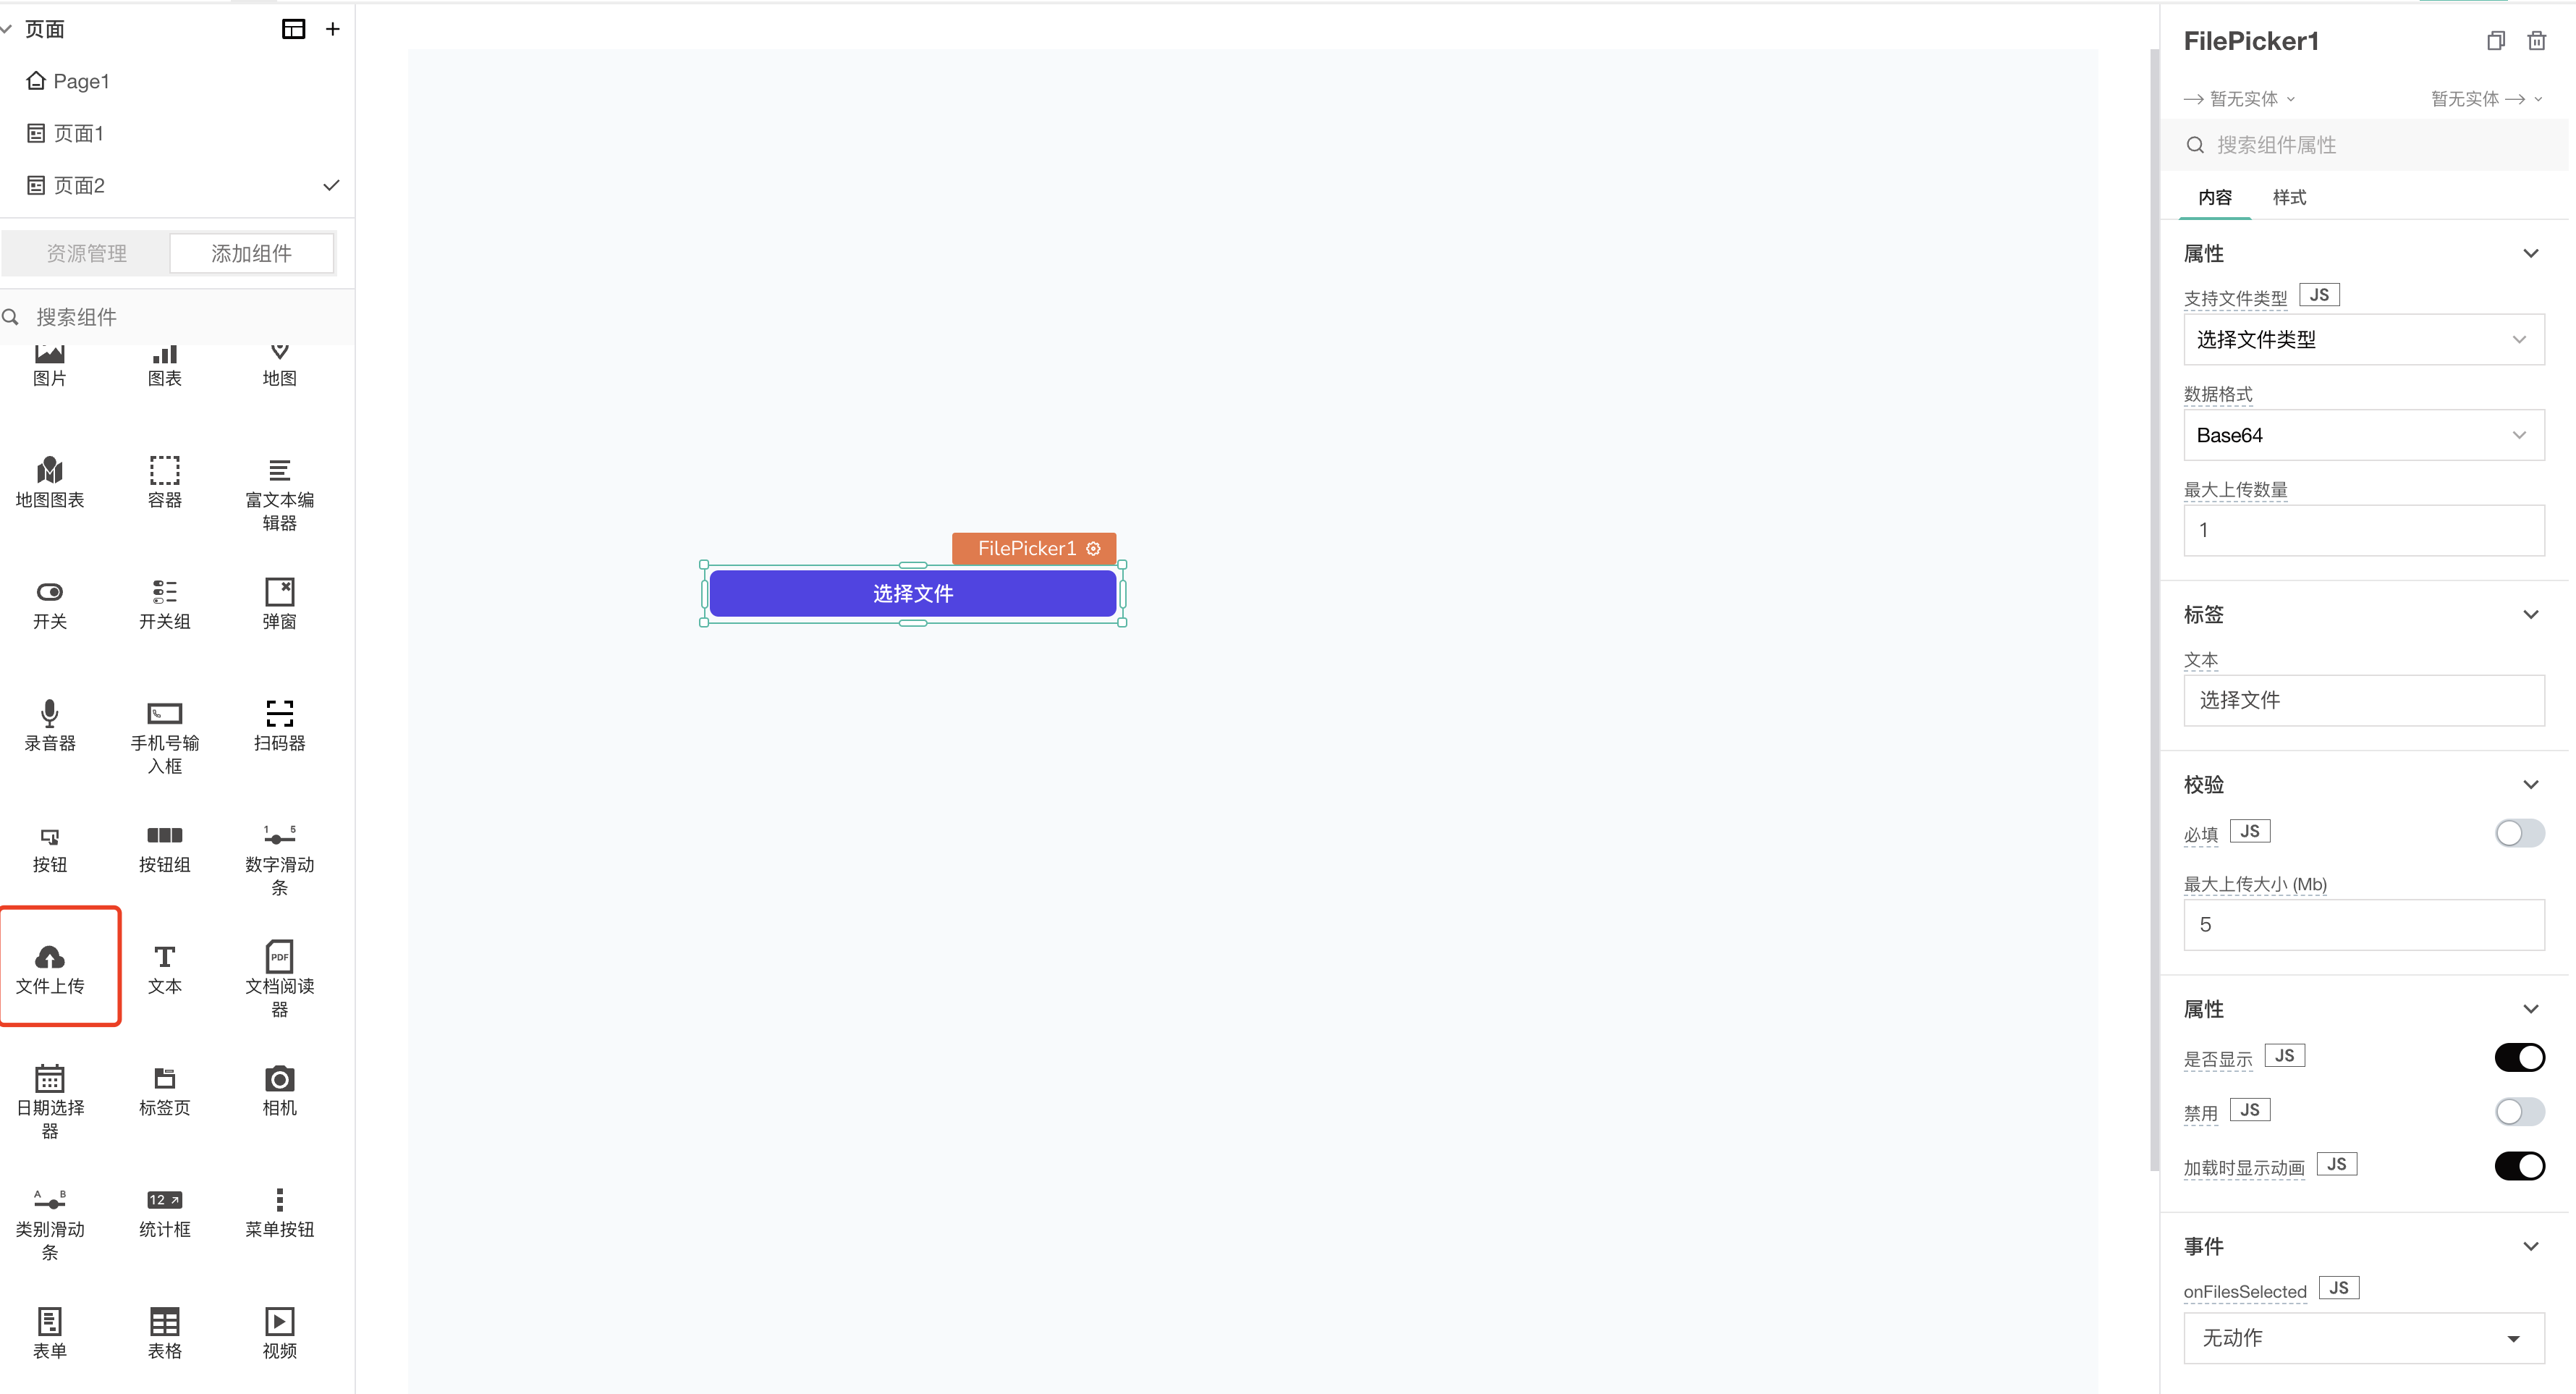 页面
Page1
页面1
页面2
资源管理
添加组件
搜索组件
图片
图表
地图
地图图表
容器
富文本编
辑器
开关
开关组
弹窗
录音器
手机号输
入框
扫码器
按钮
按钮组
1 5
数字滑动
条
文件上传
T
文本
PDF
文档阅读
器
日期选择
器
标签页
相机
A B
类别滑动
条
12
统计框
菜单按钮
表单
表格
视频
FilePicker1
选择文件
FilePicker1
暂无实体
暂无实体
搜索组件属性
内容
样式
属性
支持文件类型 JS
选择文件类型
数据格式
Base64
最大上传数量
1
标签
文本
选择文件
校验
必填 JS
最大上传大小 (Mb)
5
属性
是否显示 JS
禁用 JS
加载时显示动画 JS
事件
onFilesSelected JS
无动作